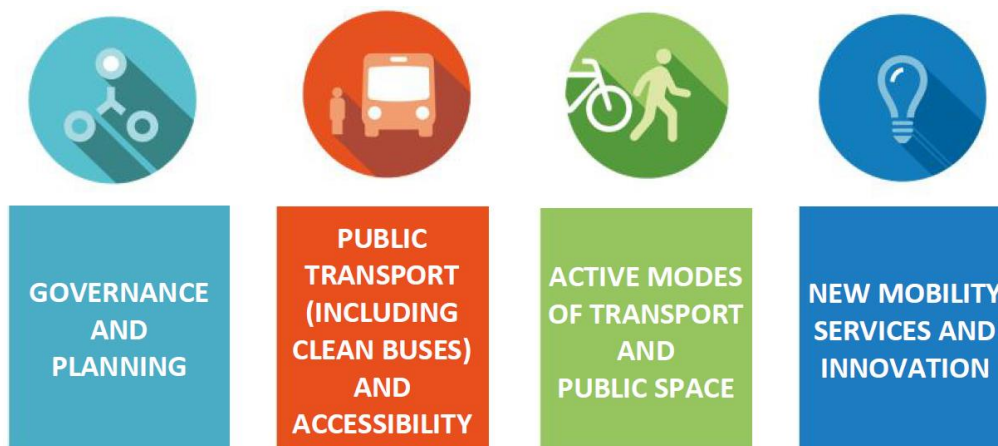 GOVERNANCE
AND
PLANNING
PUBLIC
TRANSPORT
(INCLUDING
CLEAN BUSES)
AND
ACCESSIBILITY
ACTIVE MODES
OF TRANSPORT
AND
PUBLIC SPACE
NEW MOBILITY
SERVICES AND
INNOVATION